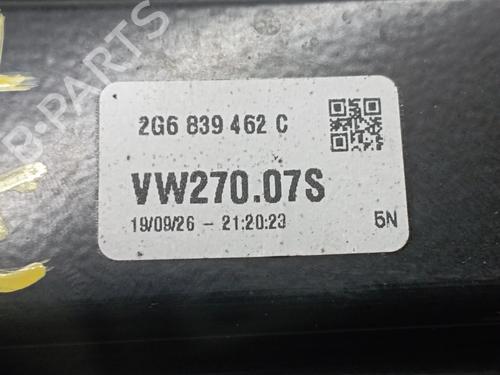 B-PARTS
2G6 839 462 C
VW270.07S
19/09/26 - 21:20:23 5N